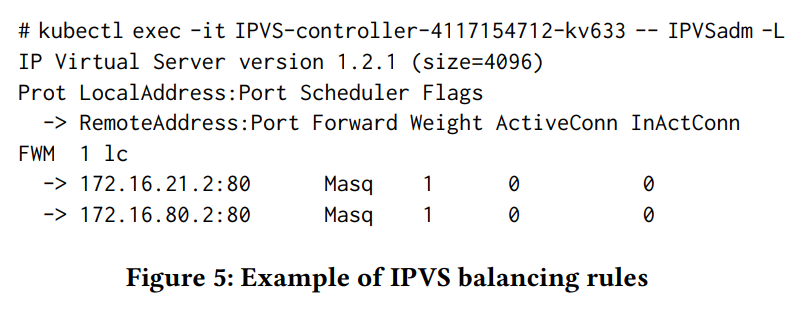 # kubectl exec -it IPVS-controller-4117154712-kv633 -- IPVSadm -L
IP Virtual Server version 1.2.1 (size=4096)
Prot LocalAddress:Port Scheduler Flags
-> RemoteAddress:Port Forward Weight ActiveConn InActConn
FWM 1 lc
-> 172.16.21.2:80 Masq 1 0 0
-> 172.16.80.2:80 Masq 1 0 0
Figure 5: Example of IPVS balancing rules